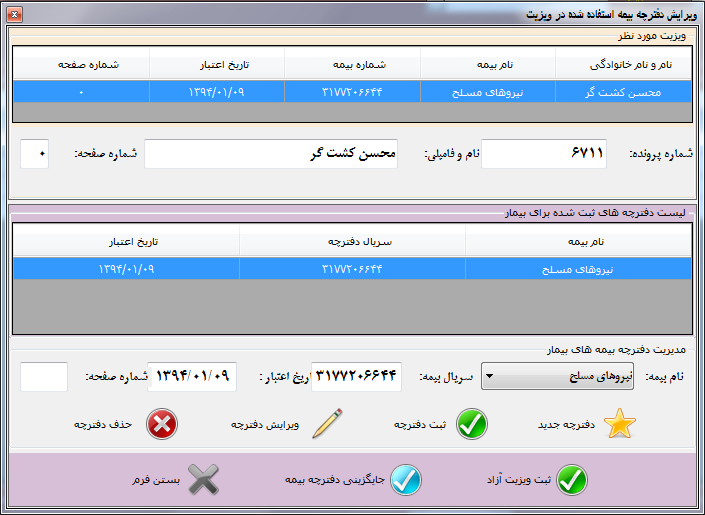 ویرایش دفترچه بیمه استفاده شده در ویزیت
ویزیت مورد نظر
نام و نام خانوادگی نام بیمه شماره بیمه تاریخ اعتبار شماره صفحه
محسن کشت گر نیروهای مسلح ۳۱۷۷۲۰۶۶۴۴ ۱۳۹۴/۰۱/۰۹ ۰
شماره پرونده: ۶۷۱۱ نام و فامیلی: محسن کشت گر شماره صفحه: ۰
لیست دفترچه های ثبت شده برای بیمار
نام بیمه سریال دفترچه تاریخ اعتبار
نیروهای مسلح ۳۱۷۷۲۰۶۶۴۴ ۱۳۹۴/۰۱/۰۹
مدیریت دفترچه بیمه های بیمار
نام بیمه: نیروهای مسلح سریال بیمه: ۳۱۷۷۲۰۶۶۴۴ اریخ اعتبار : ۱۳۹۴/۰۱/۰۹ شماره صفحه:
دفترچه جدید ثبت دفترچه ویرایش دفترچه حذف دفترچه
ثبت ویزیت آزاد جایگزینی دفترچه بیمه بستن فرم